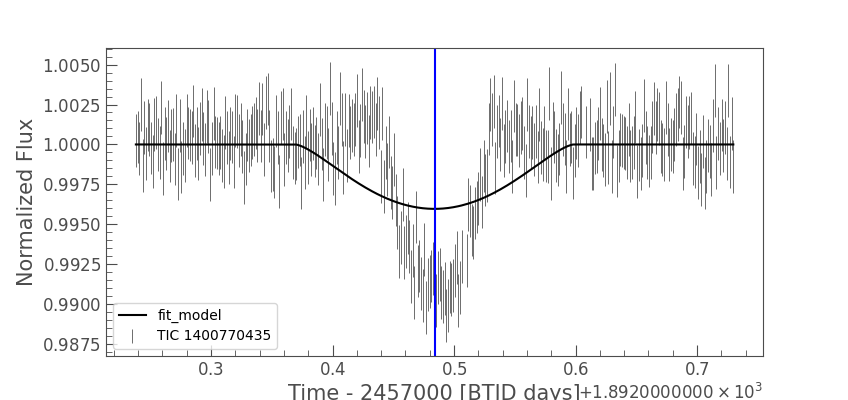 Normalized Flux
1.0050
1.0025
1.0000
0.9975
0.9950
0.9925
0.9900
0.9875
fit_model
TIC 1400770435
0.3 0.4 0.5 0.6 0.7
Time - 2457000 [BTJD days]
+1.8920000000 × 10³